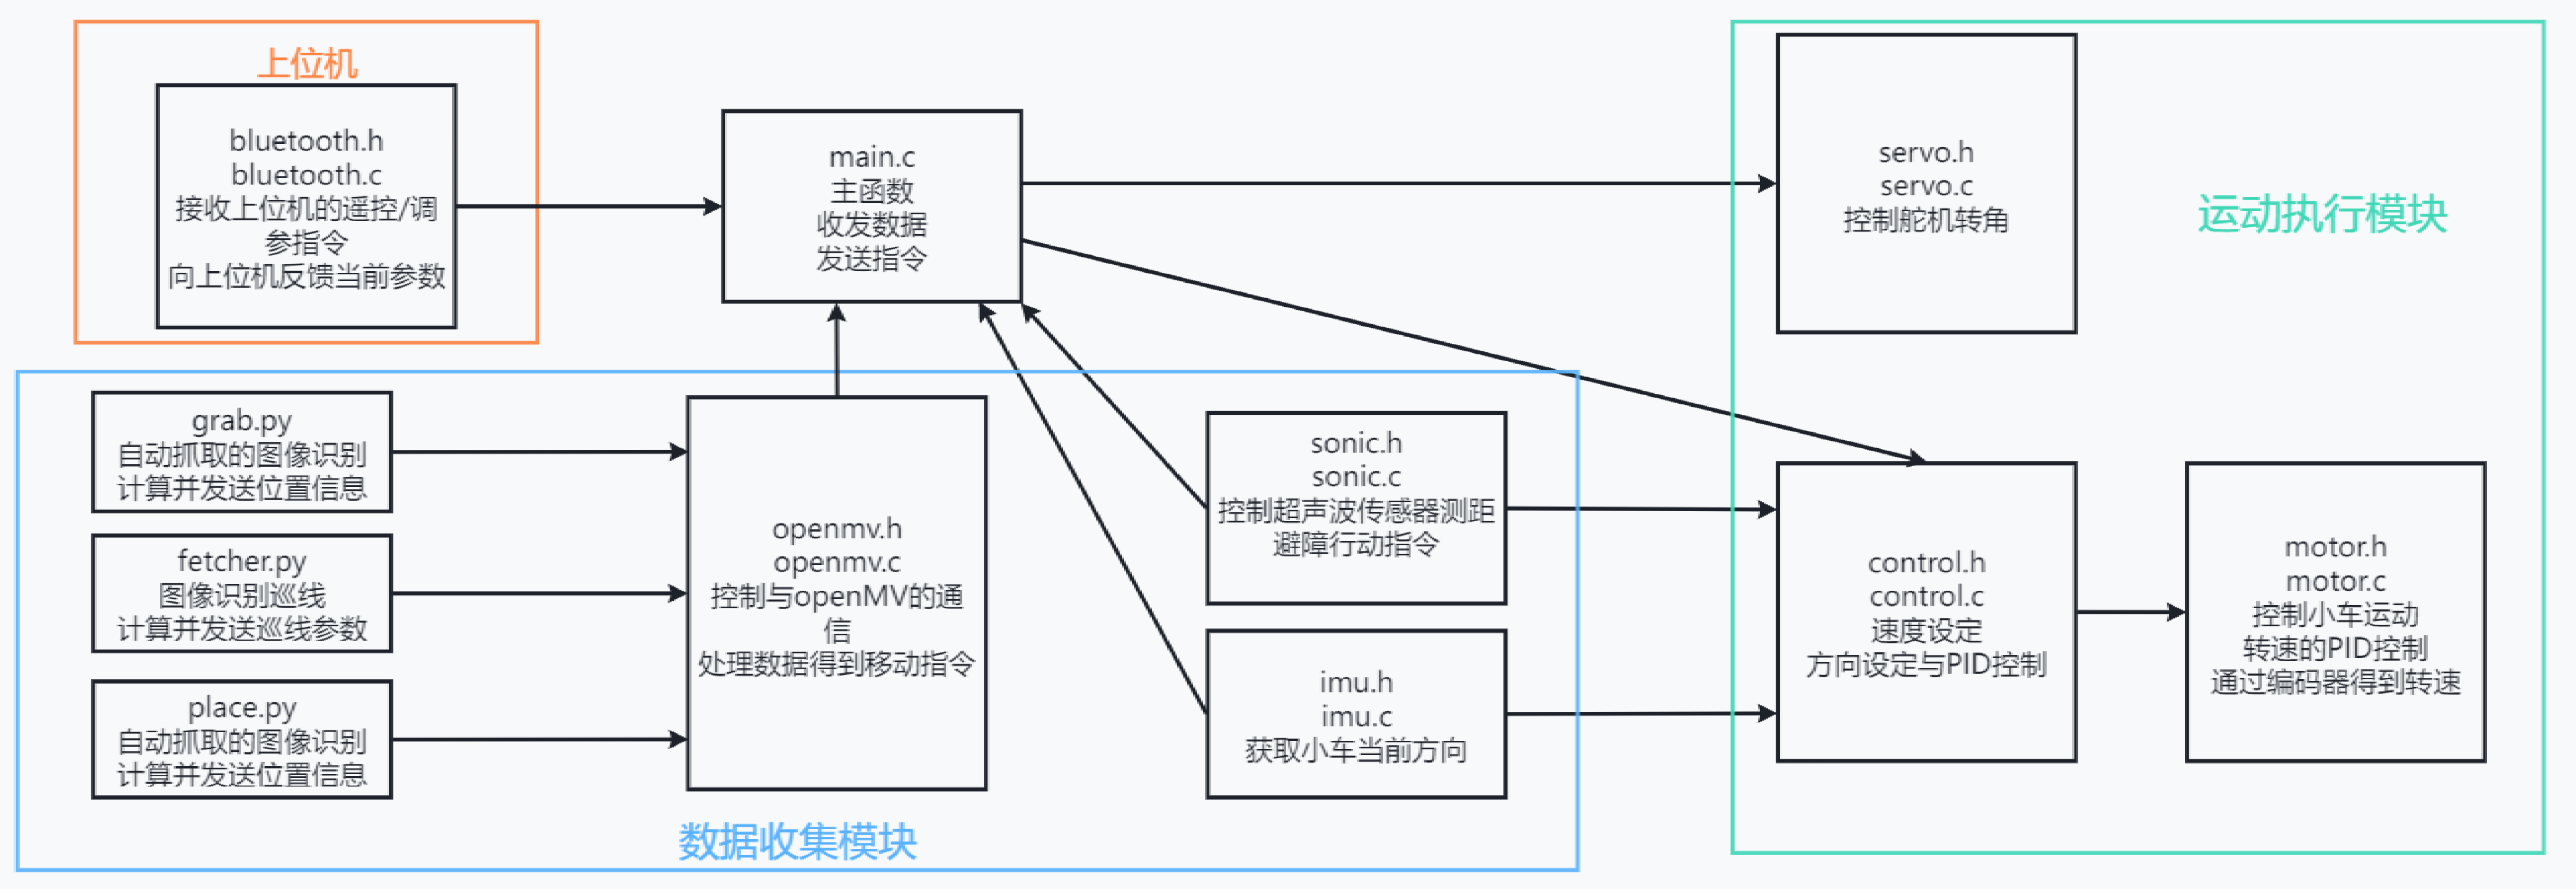 上位机
bluetooth.h
bluetooth.c
接收上位机的遥控/调
参指令
向上位机反馈当前参数
main.c
主函数
收发数据
发送指令
servo.h
servo.c
控制舵机转角
运动执行模块
grab.py
自动抓取的图像识别
计算并发送位置信息
fetcher.py
图像识别巡线
计算并发送巡线参数
place.py
自动抓取的图像识别
计算并发送位置信息
openmv.h
openmv.c
控制与openMV的通
信
处理数据得到移动指令
sonic.h
sonic.c
控制超声波传感器测距
避障行动指令
imu.h
imu.c
获取小车当前方向
control.h
control.c
速度设定
方向设定与PID控制
motor.h
motor.c
控制小车运动
转速的PID控制
通过编码器得到转速
数据收集模块